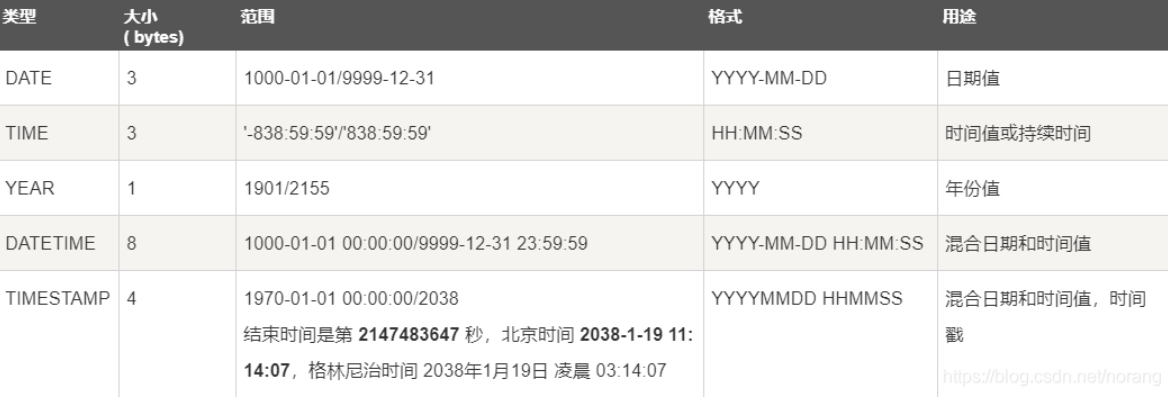 类型 大小 范围 格式 用途
( bytes)
DATE 3 1000-01-01/9999-12-31 YYYY-MM-DD 日期值
TIME 3 '-838:59:59'/'838:59:59' HH:MM:SS 时间值或持续时间
YEAR 1 1901/2155 YYYY 年份值
DATETIME 8 1000-01-01 00:00:00/9999-12-31 23:59:59 YYYY-MM-DD HH:MM:SS 混合日期和时间值
TIMESTAMP 4 1970-01-01 00:00:00/2038 YYYYMMDD HHMMSS 混合日期和时间值，时间
结束时间是第 2147483647 秒，北京时间 2038-1-19 11: 戳
14:07，格林尼治时间 2038年1月19日 凌晨 03:14:07
https://blog.csdn.net/norang